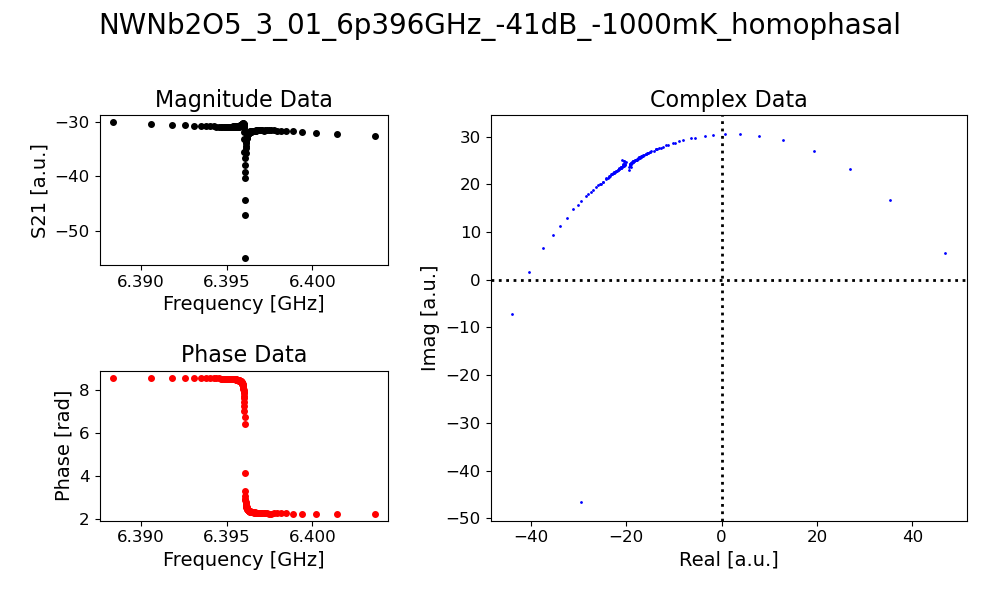 NWNb2O5_3_01_6p396GHz_-41dB_-1000mK_homophasal
Magnitude Data
S21 [a.u.]
−30
−40
−50
6.390 6.395 6.400
Frequency [GHz]
Phase Data
Phase [rad]
8
6
4
2
6.390 6.395 6.400
Frequency [GHz]
Complex Data
Imag [a.u.]
30
20
10
0
−10
−20
−30
−40
−50
−40 −20 0 20 40
Real [a.u.]